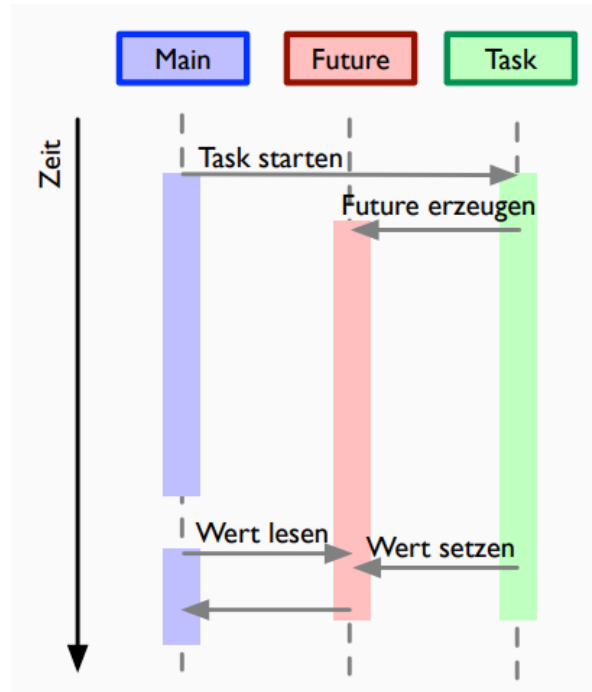 Main
Future
Task
Zeit
Task starten
Future erzeugen
Wert lesen
Wert setzen